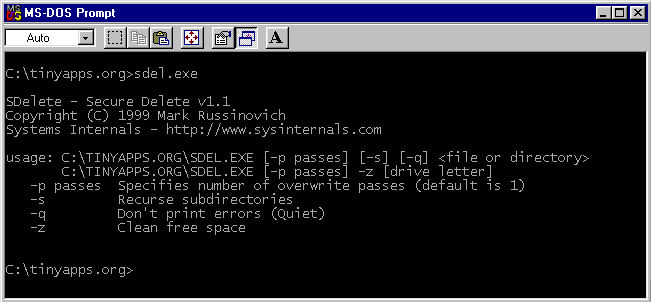 MS-DOS Prompt
Auto
A
C:\tinyapps.org>sdel.exe
SDelete - Secure Delete v1.1
Copyright (C) 1999 Mark Russinovich
Systems Internals - http://www.sysinternals.com
usage: C:\TINYAPPS.ORG\SDEL.EXE [-p passes] [-s] [-q] <file or directory>
C:\TINYAPPS.ORG\SDEL.EXE [-p passes] -z [drive letter]
-p passes  Specifies number of overwrite passes (default is 1)
-s         Recurse subdirectories
-q         Don't print errors (Quiet)
-z         Clean free space
C:\tinyapps.org>